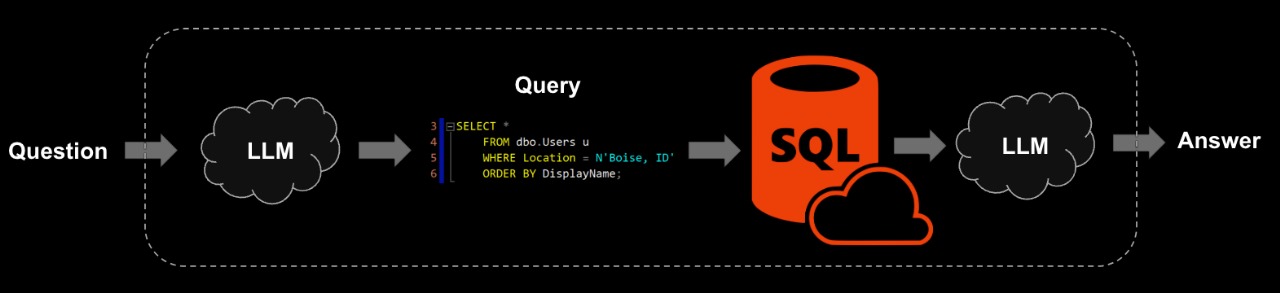 Question
LLM
Query
3 SELECT *
4 FROM dbo.Users u
5 WHERE Location = N'Boise, ID'
6 ORDER BY DisplayName;
SQL
LLM
Answer